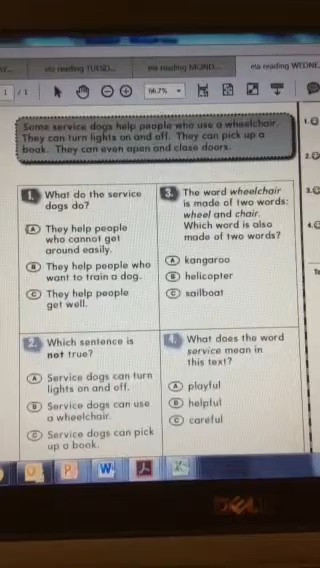 ela reading TUESD...
ela reading MOND...
ela reading WEDNE
1 / 1
66.7%
Some service dogs help people who use a wheelchair.
They can turn lights on and off. They can pick up a
book. They can even open and close doors.
1. What do the service
dogs do?
A They help people
who cannot get
around easily.
B They help people who
want to train a dog.
C They help people
get well.
2. Which sentence is
not true?
A Service dogs can turn
lights on and off.
B Service dogs can use
a wheelchair.
C Service dogs can pick
up a book.
3. The word wheelchair
is made of two words:
wheel and chair.
Which word is also
made of two words?
A kangaroo
B helicopter
C sailboat
4. What does the word
service mean in
this text?
A playful
B helpful
C careful
1.
2.
3.
4.
DELL